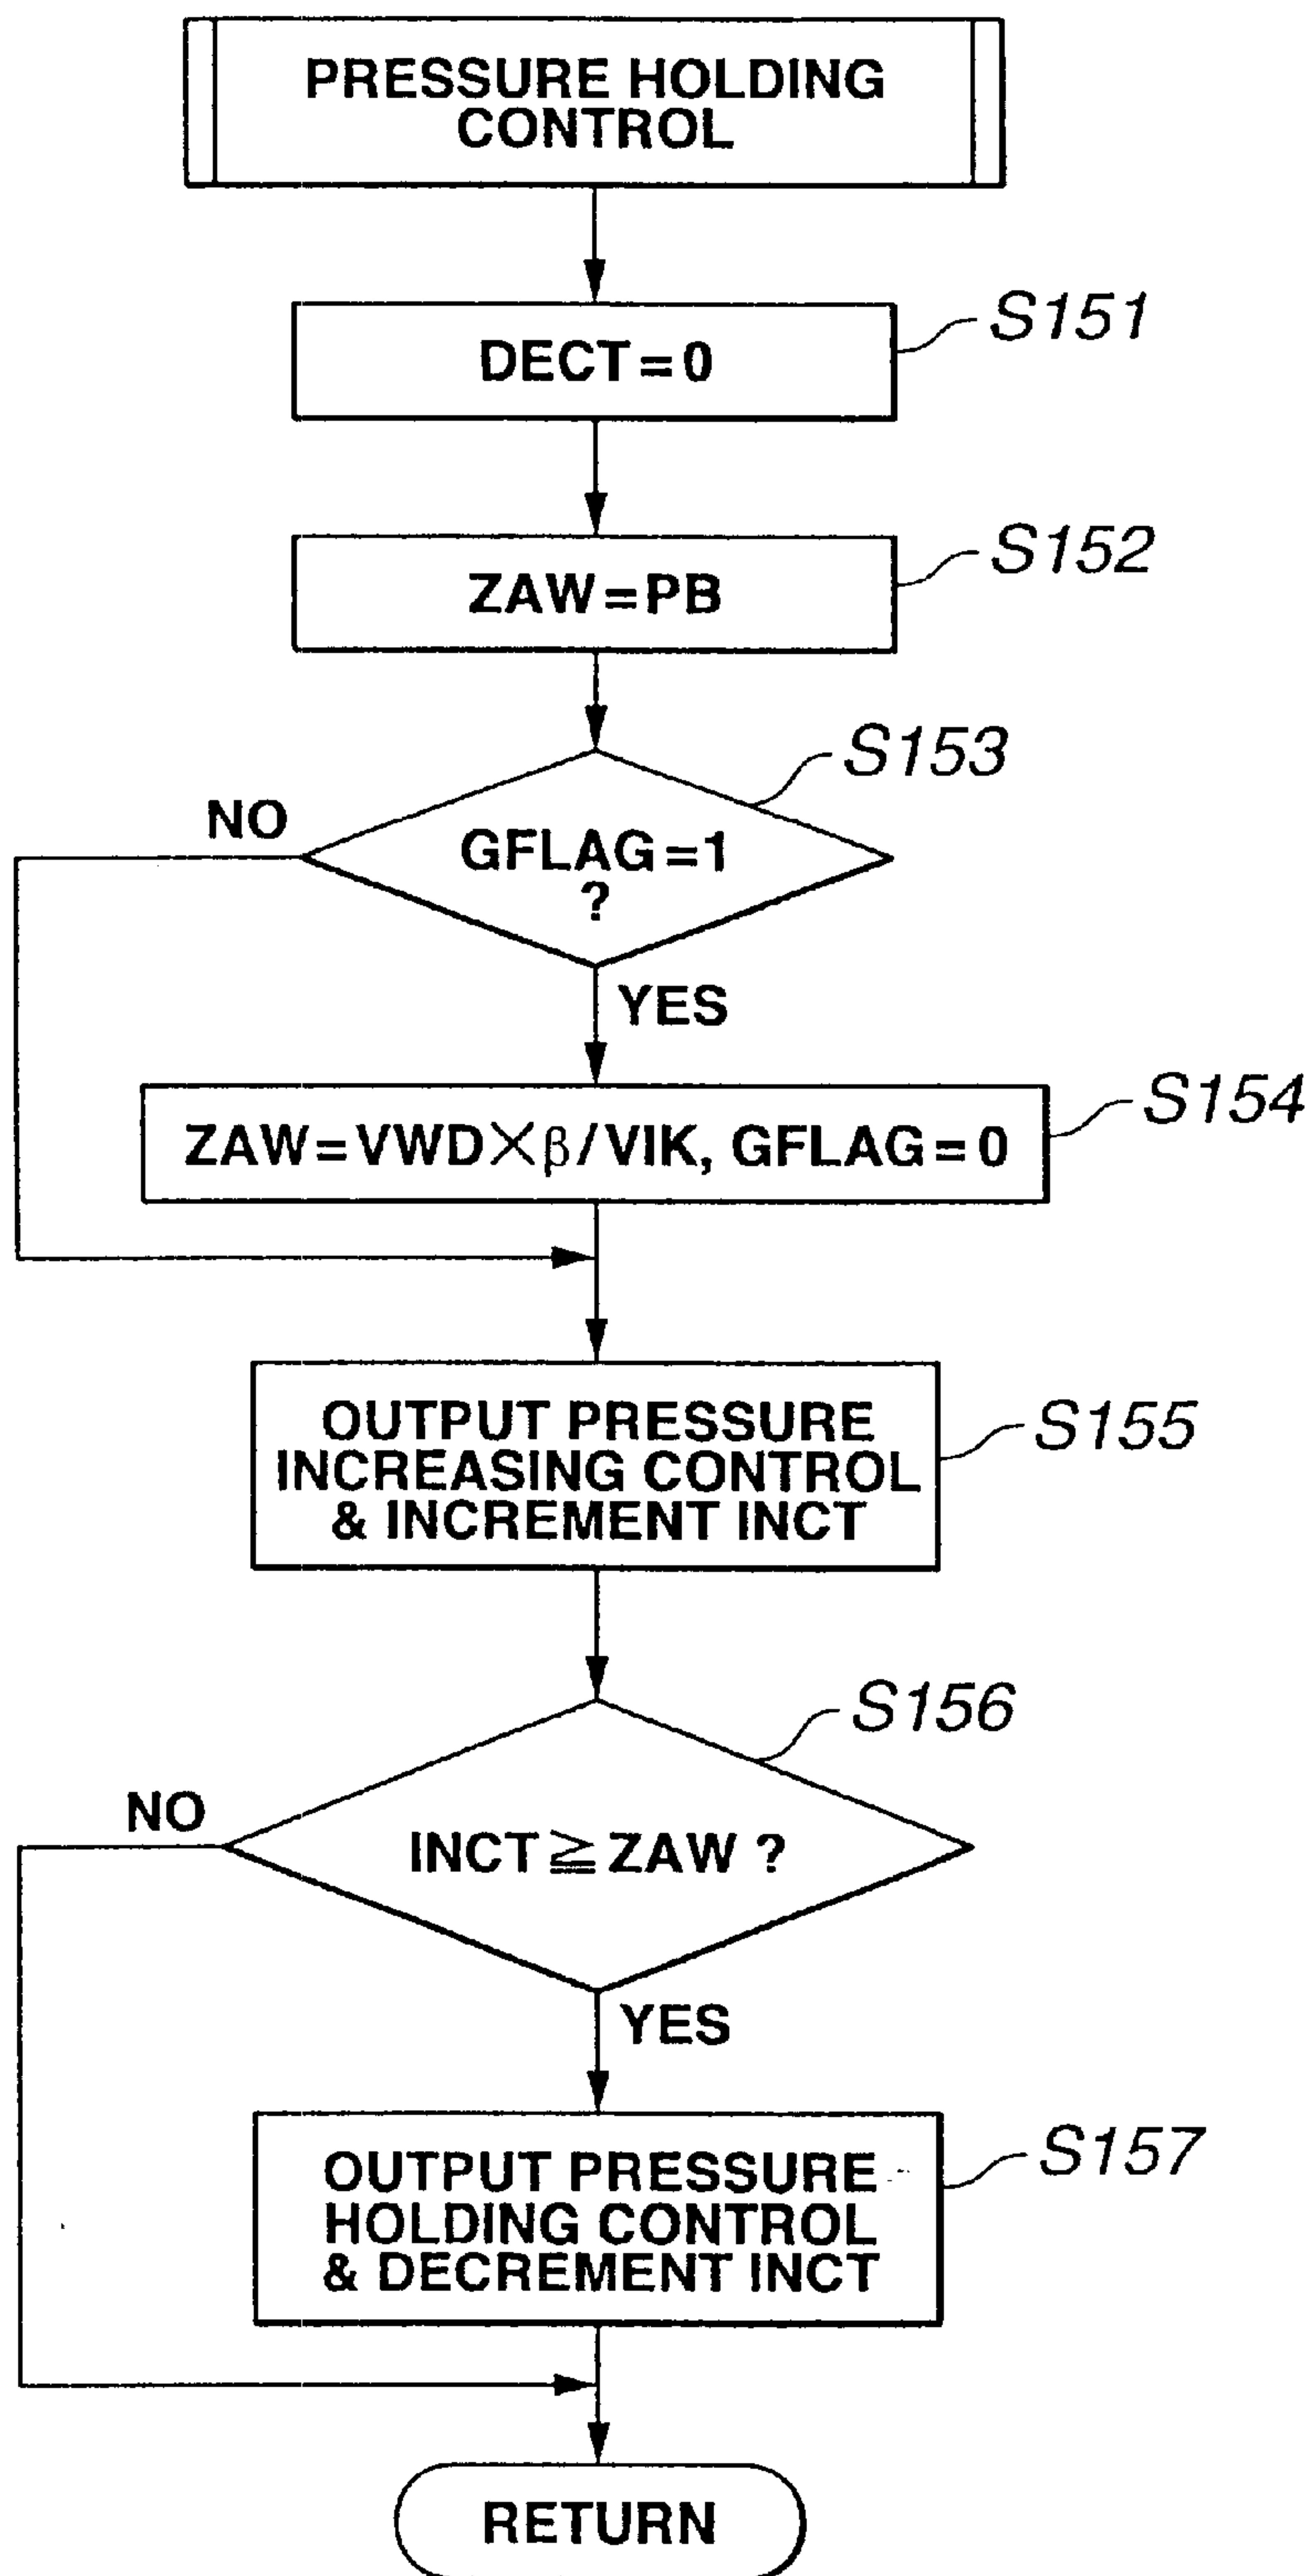 PRESSURE HOLDING
CONTROL
S151
DECT=0
S152
ZAW=PB
S153
NO
GFLAG=1
?
YES
S154
ZAW=VWD×β/VIK, GFLAG=0
S155
OUTPUT PRESSURE
INCREASING CONTROL
& INCREMENT INCT
S156
NO
INCT≧ZAW ?
YES
S157
OUTPUT PRESSURE
HOLDING CONTROL
& DECREMENT INCT
RETURN